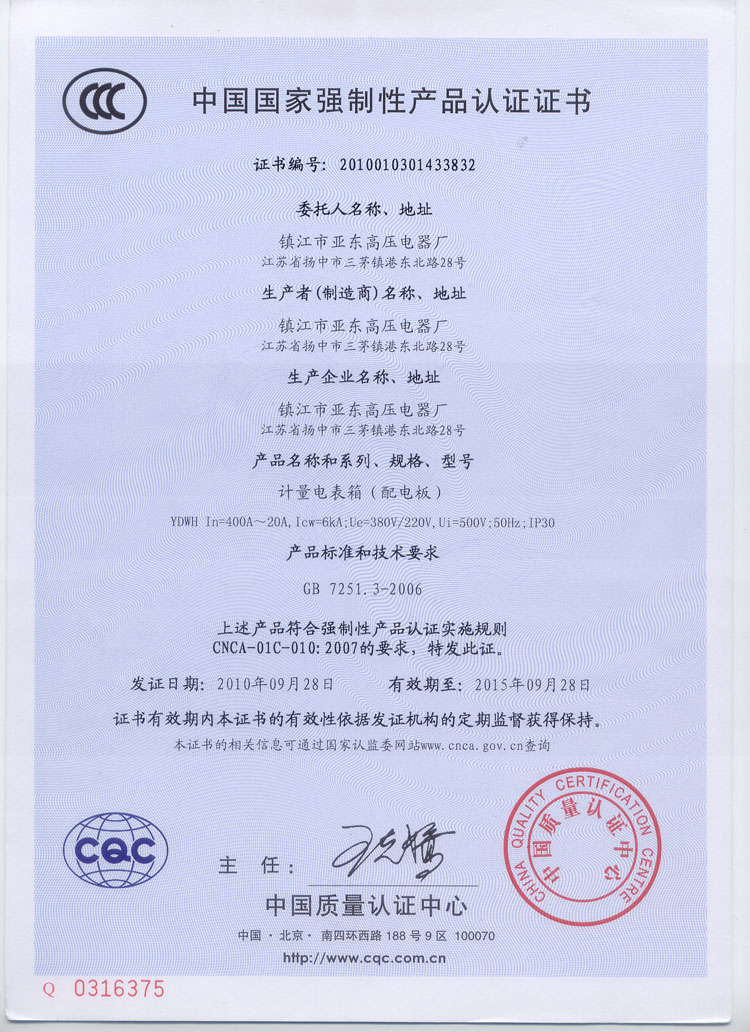 中国国家强制性产品认证证书
证书编号: 2010010301433832
委托人名称、地址
镇江市亚东高压电器厂
江苏省扬中市三茅镇港东北路28号
生产者(制造商)名称、地址
镇江市亚东高压电器厂
江苏省扬中市三茅镇港东北路28号
生产企业名称、地址
镇江市亚东高压电器厂
江苏省扬中市三茅镇港东北路28号
产品名称和系列、规格、型号
计量电表箱(配电板)
YDWH In=400A～20A,Icw=6kA;Ue=380V/220V,Ui=500V;50Hz;IP30
产品标准和技术要求
GB 7251.3-2006
上述产品符合强制性产品认证实施规则
CNCA-01C-010:2007的要求，特发此证。
发证日期: 2010年09月28日 有效期至: 2015年09月28日
证书有效期内本证书的有效性依据发证机构的定期监督获得保持。
本证书的相关信息可通过国家认监委网站www.cnca.gov.cn查询
CHINA QUALITY CERTIFICATION CENTRE
中国质量认证中心
CQC
主任:
中国质量认证中心
中国·北京·南四环西路188号9区 100070
http://www.cqc.com.cn
Q 0316375